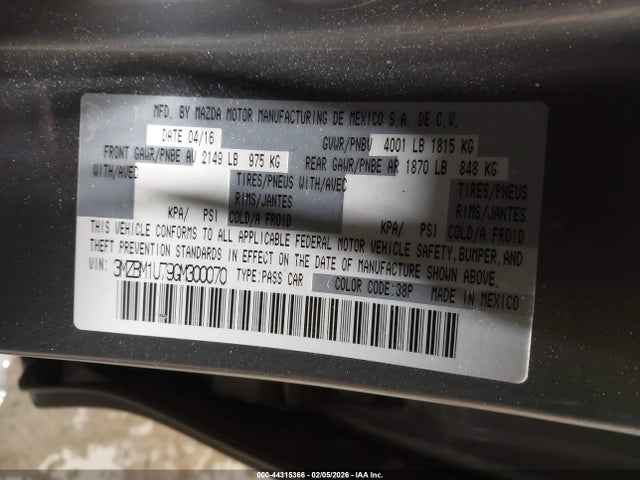 MFD. BY MAZDA MOTOR MANUFACTURING DE MEXICO S.A. DE C.V.
DATE 04/16 GVWR/PNBV 4001 LB 1815 KG
FRONT GAWR/PNBE AV 2149 LB 975 KG REAR GAWR/PNBE AR 1870 LB 848 KG
WITH/AVEC TIRES/PNEUS WITH/AVEC TIRES/PNEUS
RIMS/JANTES RIMS/JANTES
KPA/ PSI COLD/A FROID KPA/ PSI COLD/A FROID
THIS VEHICLE CONFORMS TO ALL APPLICABLE FEDERAL MOTOR VEHICLE SAFETY, BUMPER, AND
THEFT PREVENTION STANDARDS IN EFFECT ON THE DATE OF MANUFACTURE SHOWN ABOVE.
VIN: 3MZBM1U79GM300070 TYPE:PASS CAR COLOR CODE:38P MADE IN MEXICO
000-44315366 - 02/05/2026 - IAA Inc.